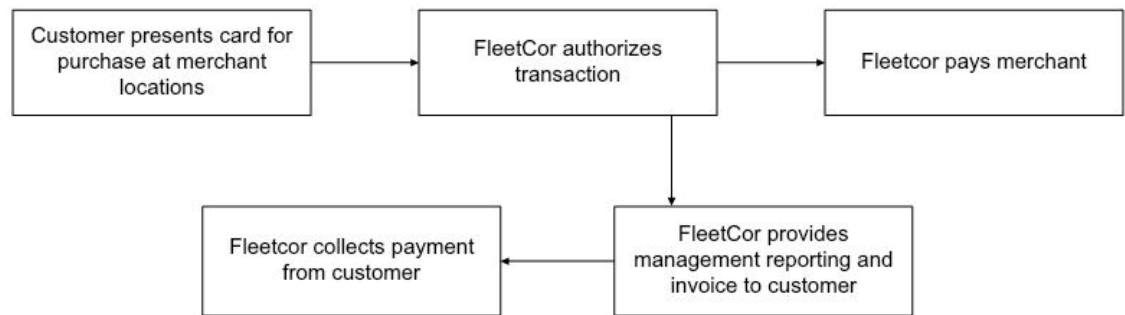 Customer presents card for
purchase at merchant
locations
FleetCor authorizes
transaction
Fleetcor pays merchant
Fleetcor collects payment
from customer
FleetCor provides
management reporting and
invoice to customer